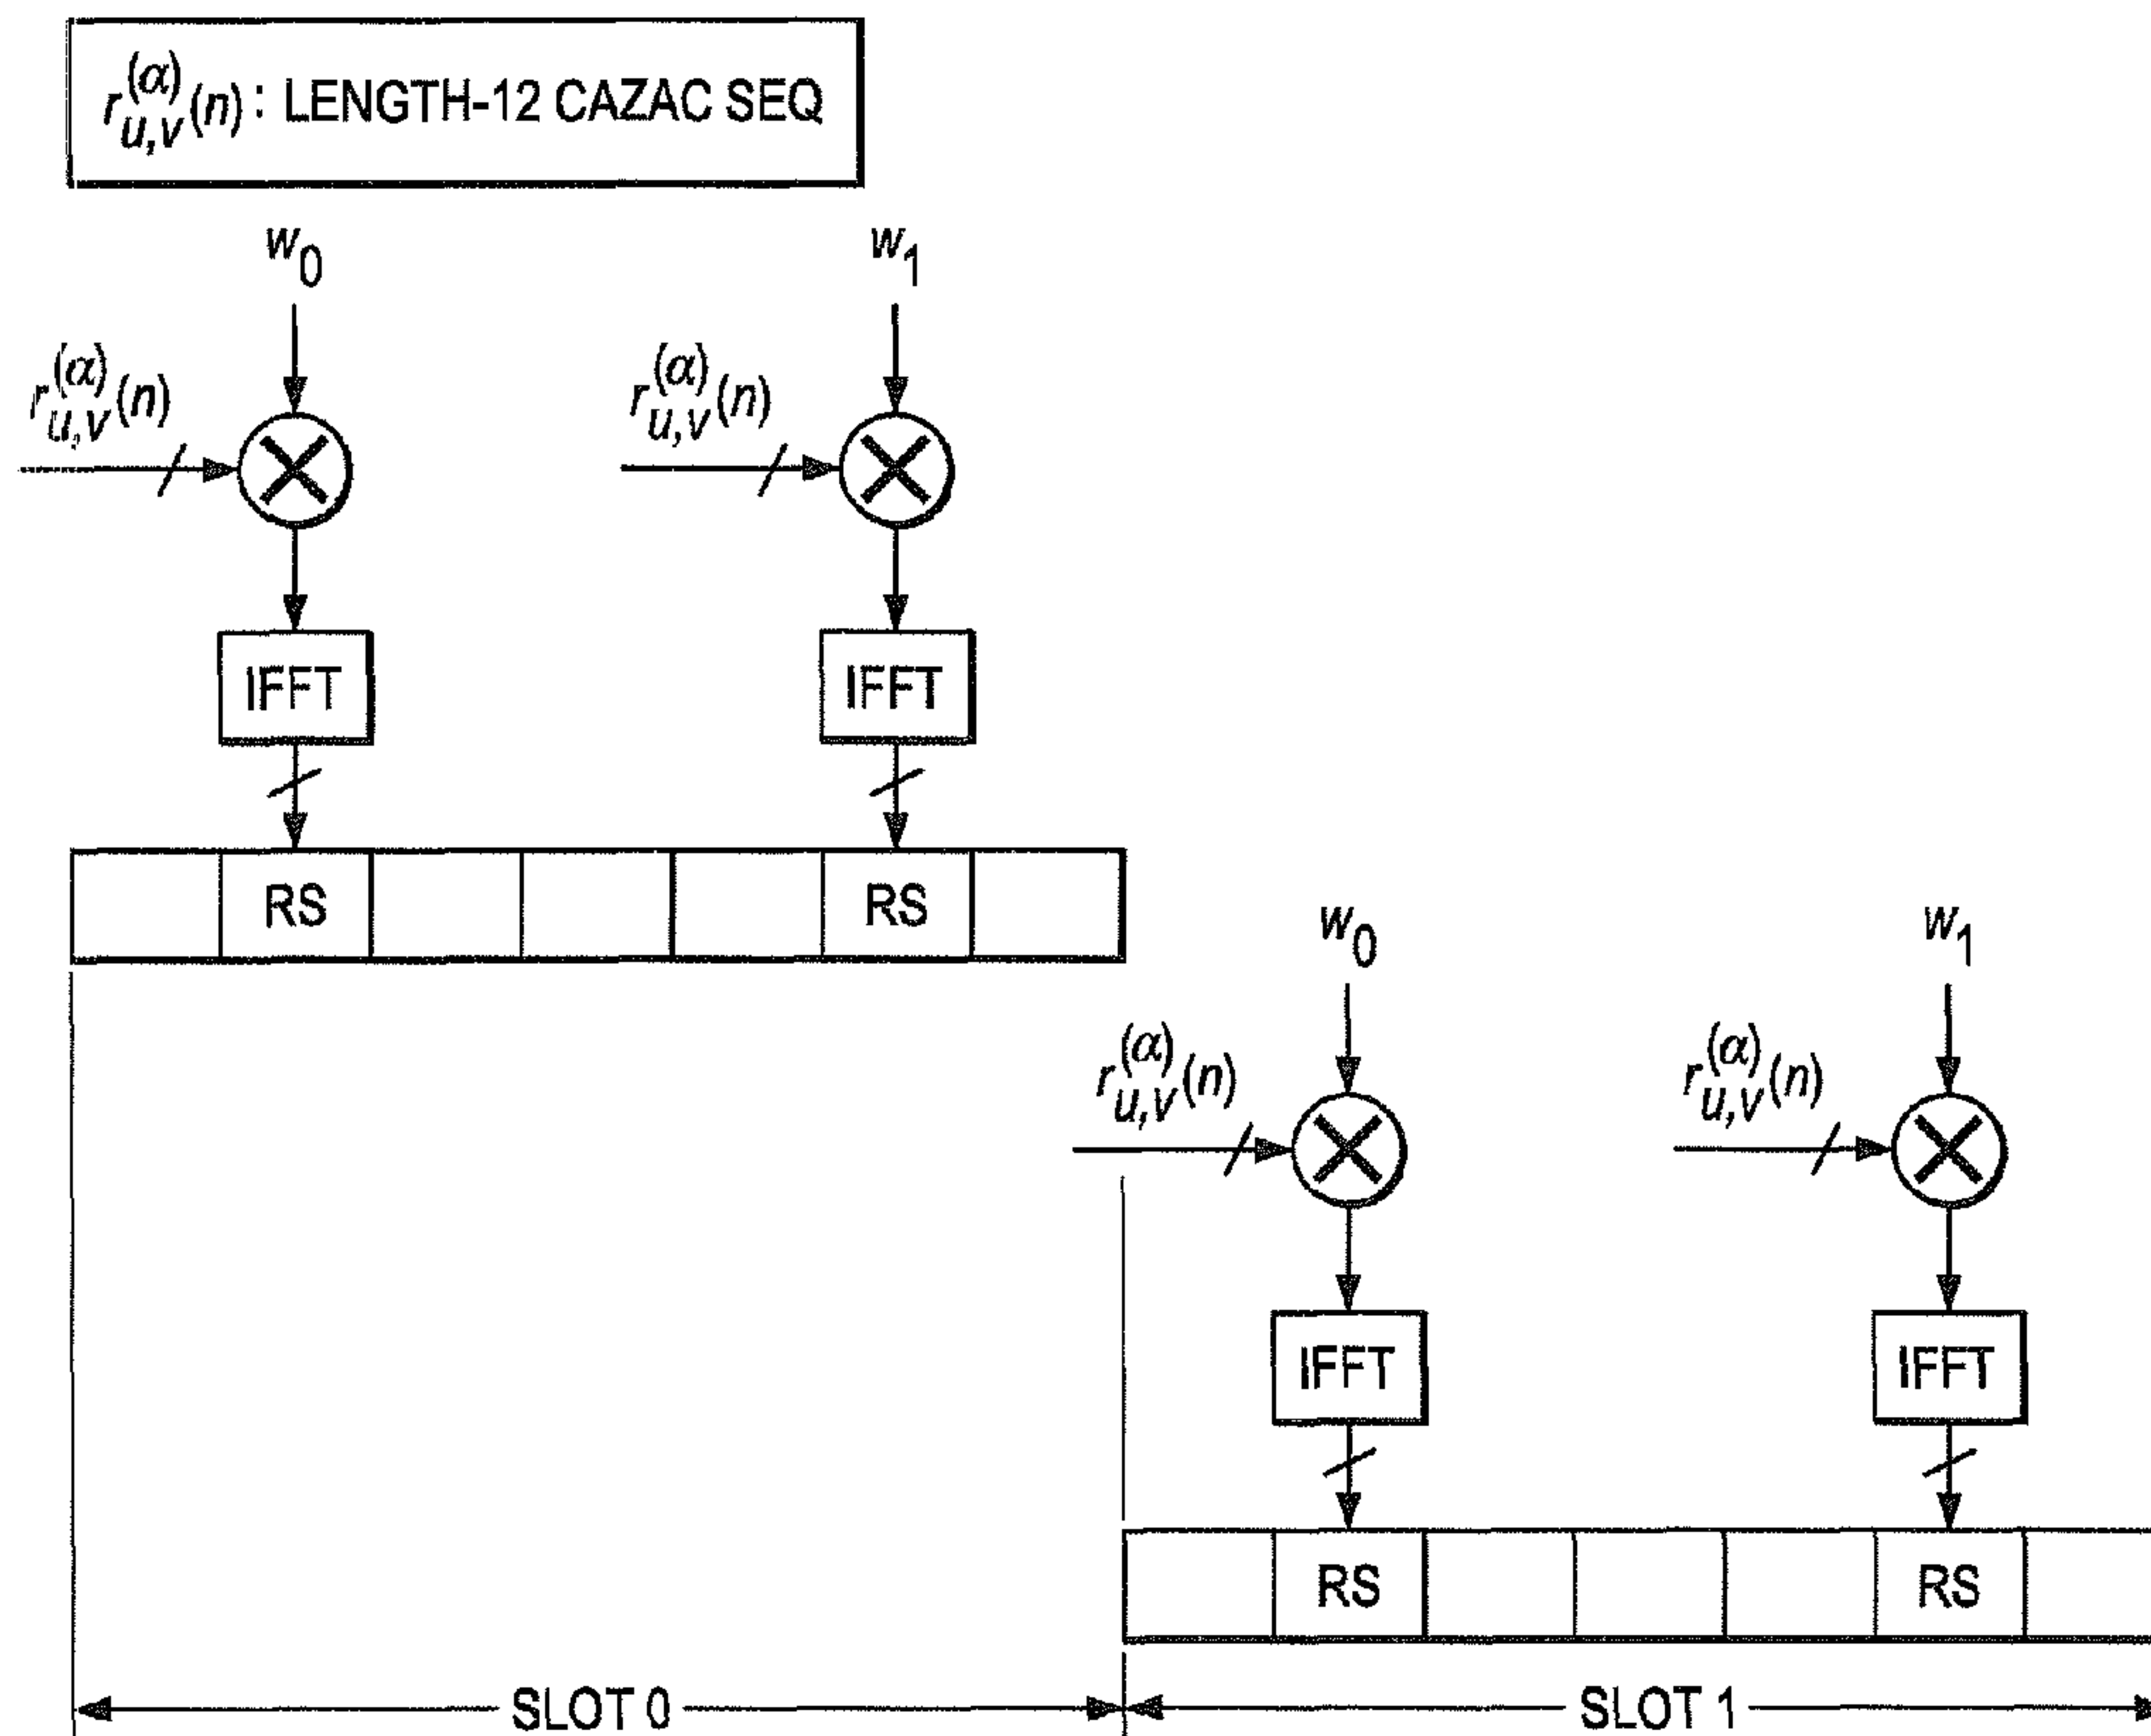 r_{u,v}^{(α)}(n): LENGTH-12 CAZAC SEQ
w_0 w_1
r_{u,v}^{(α)}(n) r_{u,v}^{(α)}(n)
IFFT IFFT
RS RS
w_0 w_1
r_{u,v}^{(α)}(n) r_{u,v}^{(α)}(n)
IFFT IFFT
RS RS
SLOT 0 SLOT 1